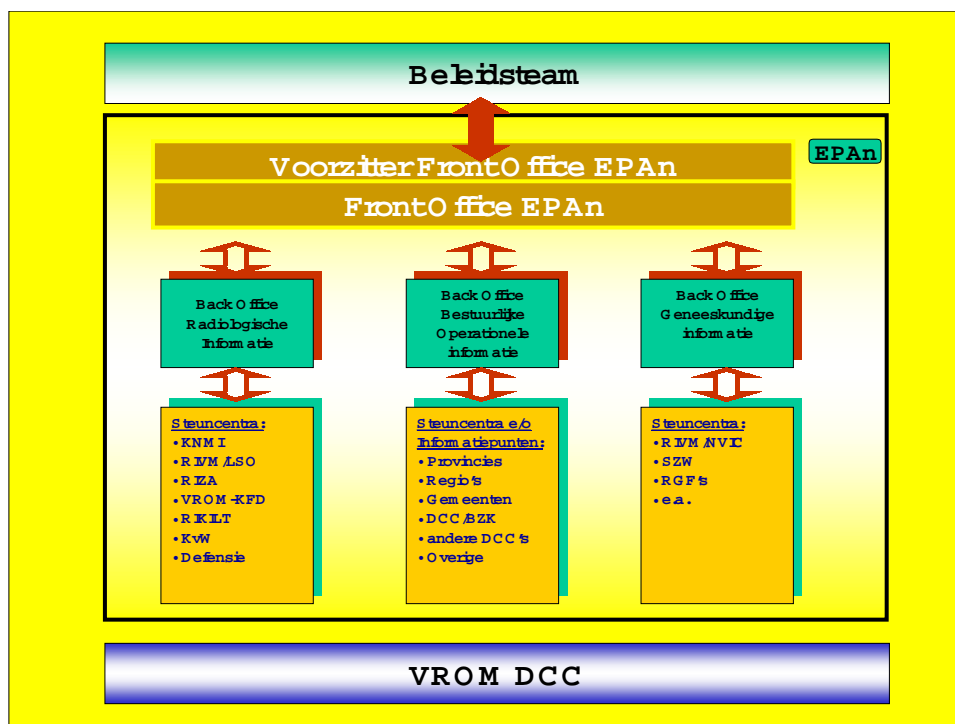 Beleidsteam
EPAn
Voorzitter Front Office EPAn
Front Office EPAn
Back Office
Radiologische
Informatie
Back Office
Bestuurlijke
Operationele
informatie
Back Office
Geneeskundige
informatie
Steuncentra:
•KNMI
•RIVM/LSO
•RIZA
•VROM-KFD
•RIKILT
•KvW
•Defensie
Steuncentra e/o
Informatiepunten:
•Provincies
•Regio's
•Gemeenten
•DCC/BZK
•andere DCC's
•Overige
Steuncentra:
•RIVM/NVIC
•SZW
•RGF's
•e.a.
VROM DCC